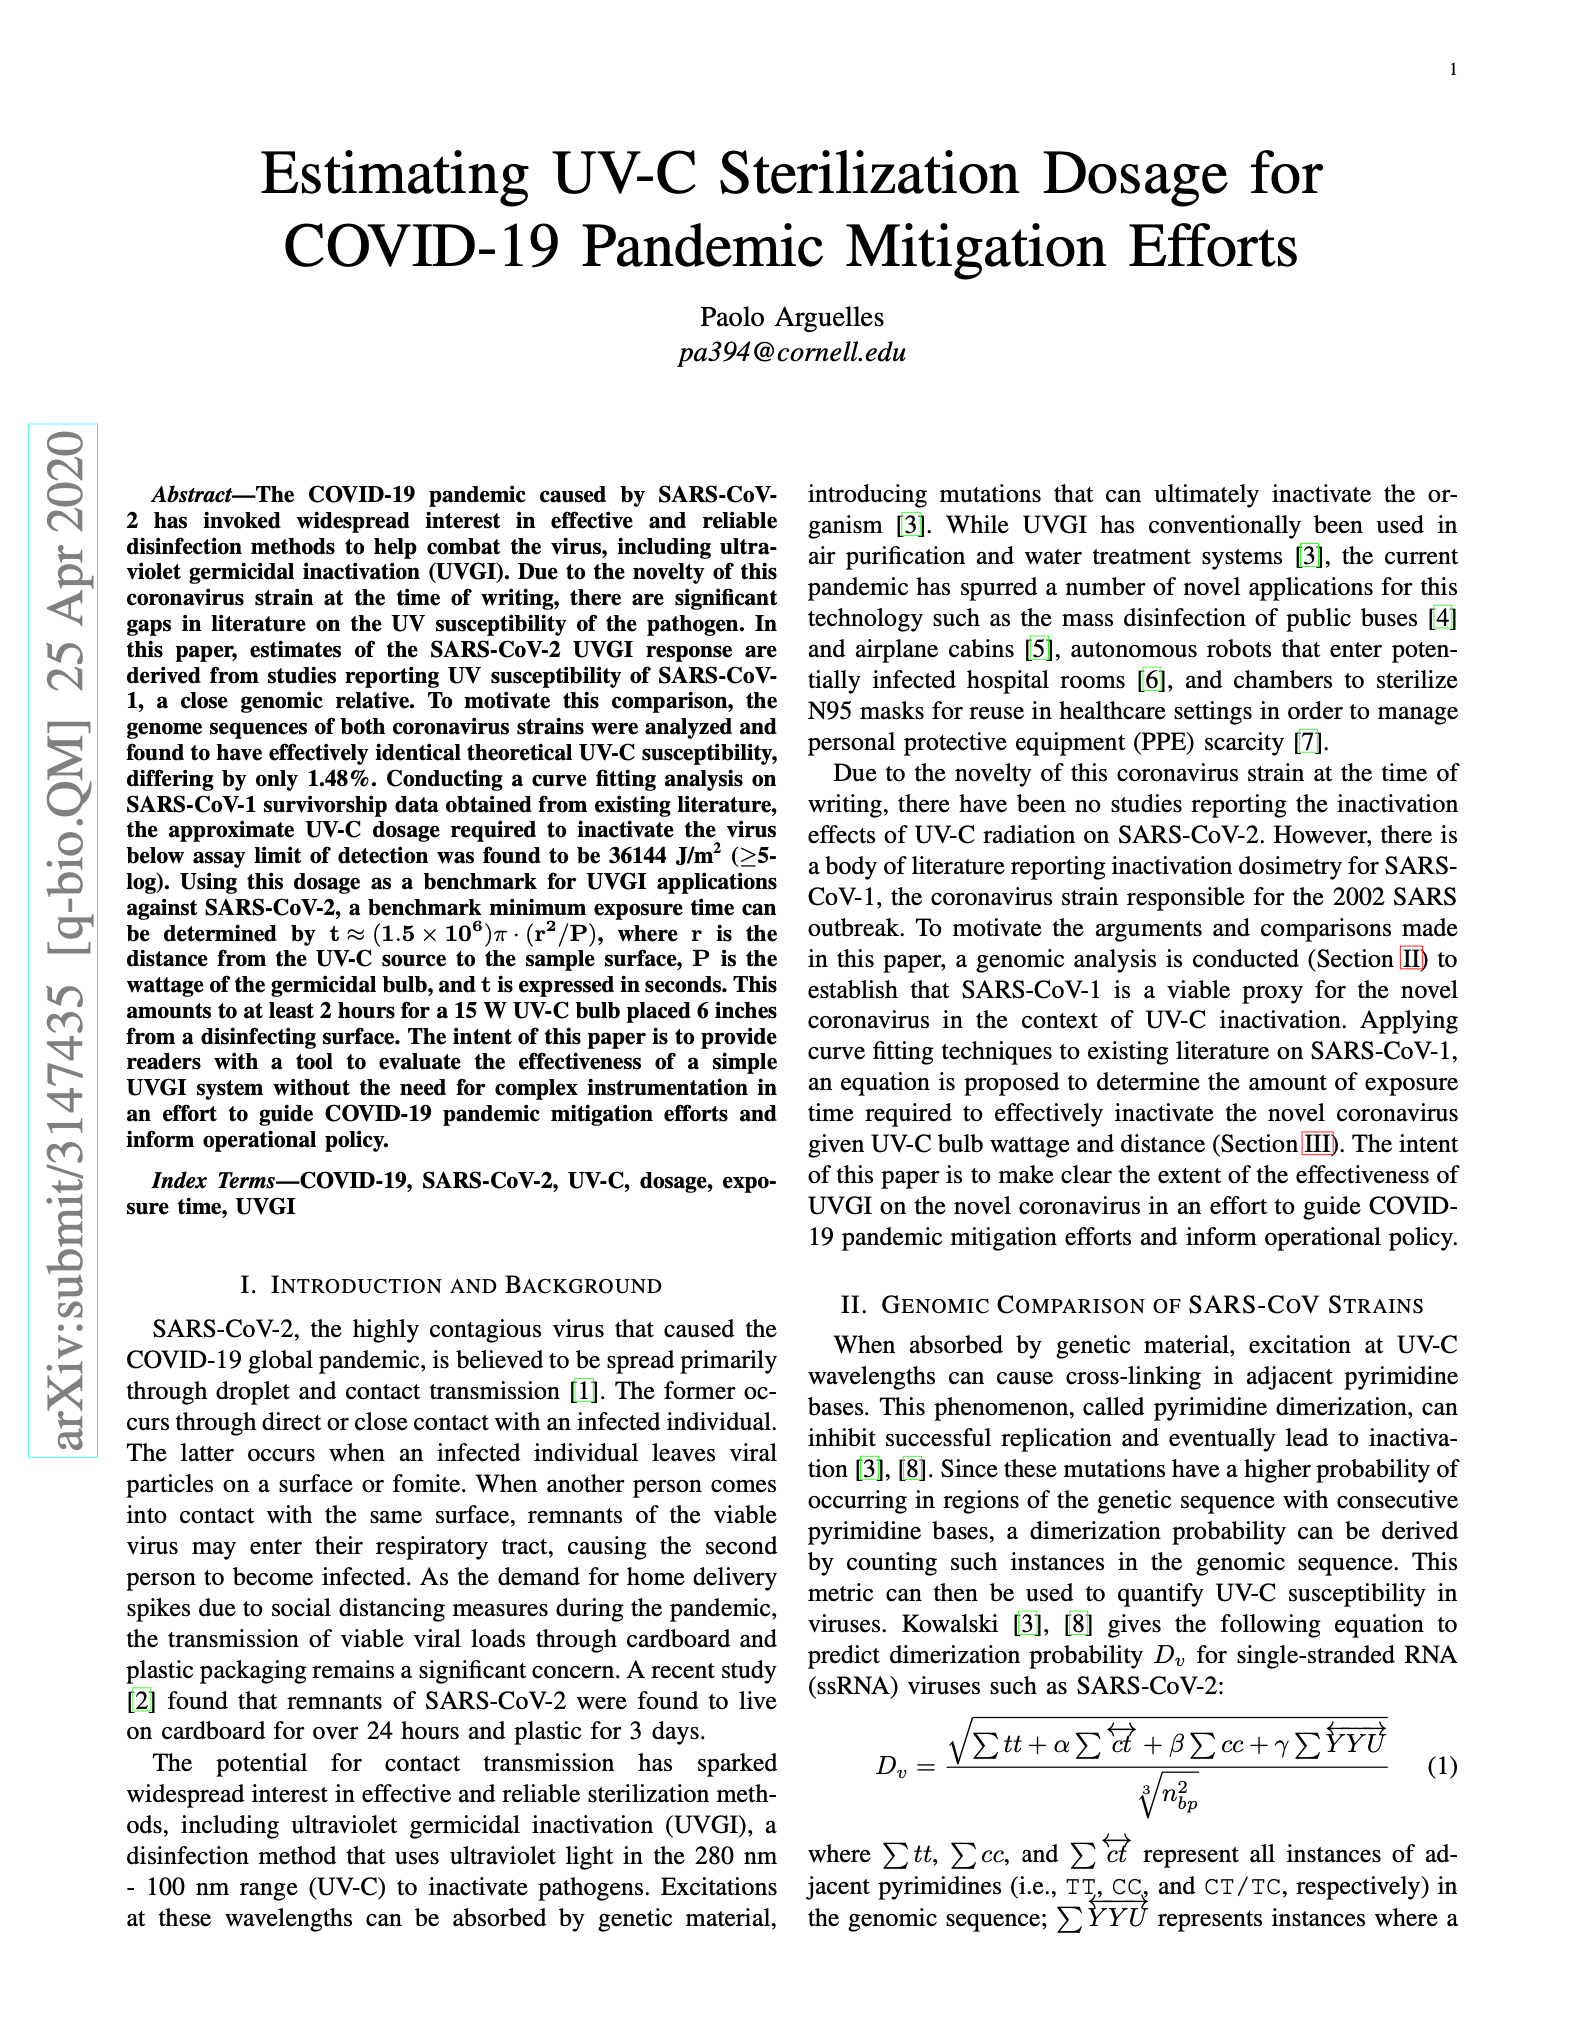 1
Estimating UV-C Sterilization Dosage for
COVID-19 Pandemic Mitigation Efforts
Paolo Arguelles
pa394@cornell.edu
arXiv:submit/3147435 [q-bio.QM] 25 Apr 2020
Abstract—The COVID-19 pandemic caused by SARS-CoV-
2 has invoked widespread interest in effective and reliable
disinfection methods to help combat the virus, including ultra-
violet germicidal inactivation (UVGI). Due to the novelty of this
coronavirus strain at the time of writing, there are significant
gaps in literature on the UV susceptibility of the pathogen. In
this paper, estimates of the SARS-CoV-2 UVGI response are
derived from studies reporting UV susceptibility of SARS-CoV-
1, a close genomic relative. To motivate this comparison, the
genome sequences of both coronavirus strains were analyzed and
found to have effectively identical theoretical UV-C susceptibility,
differing by only 1.48%. Conducting a curve fitting analysis on
SARS-CoV-1 survivorship data obtained from existing literature,
the approximate UV-C dosage required to inactivate the virus
below assay limit of detection was found to be 36144 J/m² (≥5-
log). Using this dosage as a benchmark for UVGI applications
against SARS-CoV-2, a benchmark minimum exposure time can
be determined by t ≈ (1.5 × 10⁶)π · (r²/P), where r is the
distance from the UV-C source to the sample surface, P is the
wattage of the germicidal bulb, and t is expressed in seconds. This
amounts to at least 2 hours for a 15 W UV-C bulb placed 6 inches
from a disinfecting surface. The intent of this paper is to provide
readers with a tool to evaluate the effectiveness of a simple
UVGI system without the need for complex instrumentation in
an effort to guide COVID-19 pandemic mitigation efforts and
inform operational policy.
Index Terms—COVID-19, SARS-CoV-2, UV-C, dosage, expo-
sure time, UVGI
I. INTRODUCTION AND BACKGROUND
SARS-CoV-2, the highly contagious virus that caused the
COVID-19 global pandemic, is believed to be spread primarily
through droplet and contact transmission [1]. The former oc-
curs through direct or close contact with an infected individual.
The latter occurs when an infected individual leaves viral
particles on a surface or fomite. When another person comes
into contact with the same surface, remnants of the viable
virus may enter their respiratory tract, causing the second
person to become infected. As the demand for home delivery
spikes due to social distancing measures during the pandemic,
the transmission of viable viral loads through cardboard and
plastic packaging remains a significant concern. A recent study
[2] found that remnants of SARS-CoV-2 were found to live
on cardboard for over 24 hours and plastic for 3 days.
The potential for contact transmission has sparked
widespread interest in effective and reliable sterilization meth-
ods, including ultraviolet germicidal inactivation (UVGI), a
disinfection method that uses ultraviolet light in the 280 nm
- 100 nm range (UV-C) to inactivate pathogens. Excitations
at these wavelengths can be absorbed by genetic material,
introducing mutations that can ultimately inactivate the or-
ganism [3]. While UVGI has conventionally been used in
air purification and water treatment systems [3], the current
pandemic has spurred a number of novel applications for this
technology such as the mass disinfection of public buses [4]
and airplane cabins [5], autonomous robots that enter poten-
tially infected hospital rooms [6], and chambers to sterilize
N95 masks for reuse in healthcare settings in order to manage
personal protective equipment (PPE) scarcity [7].
Due to the novelty of this coronavirus strain at the time of
writing, there have been no studies reporting the inactivation
effects of UV-C radiation on SARS-CoV-2. However, there is
a body of literature reporting inactivation dosimetry for SARS-
CoV-1, the coronavirus strain responsible for the 2002 SARS
outbreak. To motivate the arguments and comparisons made
in this paper, a genomic analysis is conducted (Section II) to
establish that SARS-CoV-1 is a viable proxy for the novel
coronavirus in the context of UV-C inactivation. Applying
curve fitting techniques to existing literature on SARS-CoV-1,
an equation is proposed to determine the amount of exposure
time required to effectively inactivate the novel coronavirus
given UV-C bulb wattage and distance (Section III). The intent
of this paper is to make clear the extent of the effectiveness of
UVGI on the novel coronavirus in an effort to guide COVID-
19 pandemic mitigation efforts and inform operational policy.
II. GENOMIC COMPARISON OF SARS-COV STRAINS
When absorbed by genetic material, excitation at UV-C
wavelengths can cause cross-linking in adjacent pyrimidine
bases. This phenomenon, called pyrimidine dimerization, can
inhibit successful replication and eventually lead to inactiva-
tion [3], [8]. Since these mutations have a higher probability of
occurring in regions of the genetic sequence with consecutive
pyrimidine bases, a dimerization probability can be derived
by counting such instances in the genomic sequence. This
metric can then be used to quantify UV-C susceptibility in
viruses. Kowalski [3], [8] gives the following equation to
predict dimerization probability Dᵥ for single-stranded RNA
(ssRNA) viruses such as SARS-CoV-2:
D_v = √(∑ tt + α ∑ c͍t + β ∑ cc + γ ∑ YYU) / ∛(n²_bp) (1)
where ∑ tt, ∑ cc, and ∑ ct represent all instances of ad-
jacent pyrimidines (i.e., TT, CC, and CT/TC, respectively) in
the genomic sequence; ∑ YYU represents instances where a